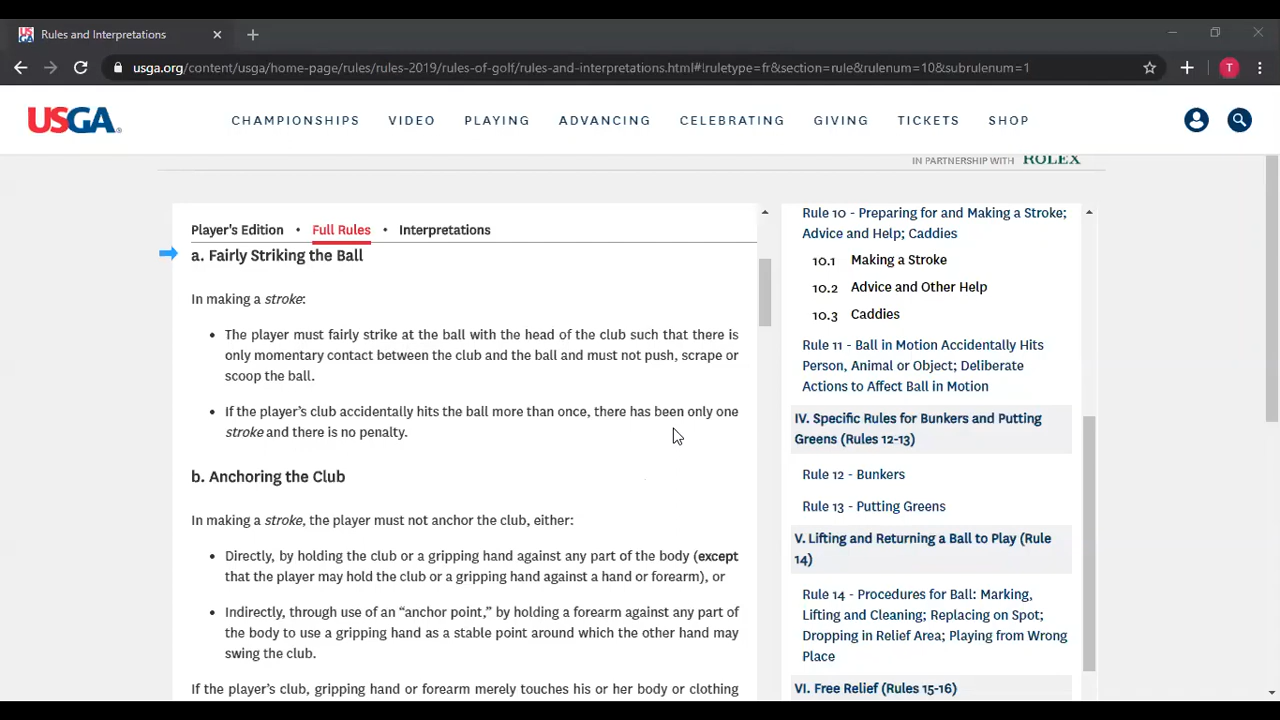 Rules and Interpretations
usga.org/content/usga/home-page/rules/rules-2019/rules-of-golf/rules-and-interpretations.html#!ruletype=fr&section=rule&rulenum=10&subrulenum=1
T
USGA
CHAMPIONSHIPS VIDEO PLAYING ADVANCING CELEBRATING GIVING TICKETS SHOP
IN PARTNERSHIP WITH ROLEX
Player's Edition • Full Rules • Interpretations
a. Fairly Striking the Ball
In making a stroke:
• The player must fairly strike at the ball with the head of the club such that there is
only momentary contact between the club and the ball and must not push, scrape or
scoop the ball.
• If the player's club accidentally hits the ball more than once, there has been only one
stroke and there is no penalty.
b. Anchoring the Club
In making a stroke, the player must not anchor the club, either:
• Directly, by holding the club or a gripping hand against any part of the body (except
that the player may hold the club or a gripping hand against a hand or forearm), or
• Indirectly, through use of an “anchor point,” by holding a forearm against any part of
the body to use a gripping hand as a stable point around which the other hand may
swing the club.
If the player's club, gripping hand or forearm merely touches his or her body or clothing
Rule 10 - Preparing for and Making a Stroke;
Advice and Help; Caddies
10.1 Making a Stroke
10.2 Advice and Other Help
10.3 Caddies
Rule 11 - Ball in Motion Accidentally Hits
Person, Animal or Object; Deliberate
Actions to Affect Ball in Motion
IV. Specific Rules for Bunkers and Putting
Greens (Rules 12-13)
Rule 12 - Bunkers
Rule 13 - Putting Greens
V. Lifting and Returning a Ball to Play (Rule
14)
Rule 14 - Procedures for Ball: Marking,
Lifting and Cleaning; Replacing on Spot;
Dropping in Relief Area; Playing from Wrong
Place
VI. Free Relief (Rules 15-16)